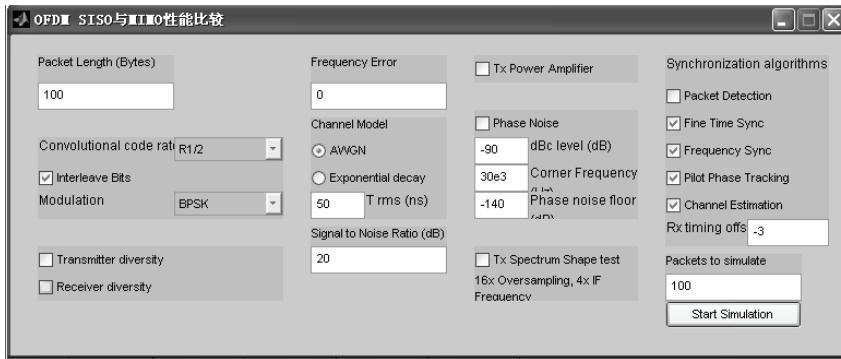 OFDM SISO与MIMO性能比较
Packet Length (Bytes)
100
Convolutional code rat
R1/2
Interleave Bits
Modulation
BPSK
Transmitter diversity
Receiver diversity
Frequency Error
0
Channel Model
AWGN
Exponential decay
50
T rms (ns)
Signal to Noise Ratio (dB)
20
Tx Power Amplifier
Phase Noise
-90
dBc level (dB)
30e3
Corner Frequency
(Hz)
-140
Phase noise floor
(dB)
Tx Spectrum Shape test
16x Oversampling, 4x IF
Frequency
Synchronization algorithms
Packet Detection
Fine Time Sync
Frequency Sync
Pilot Phase Tracking
Channel Estimation
Rx timing offs
-3
Packets to simulate
100
Start Simulation